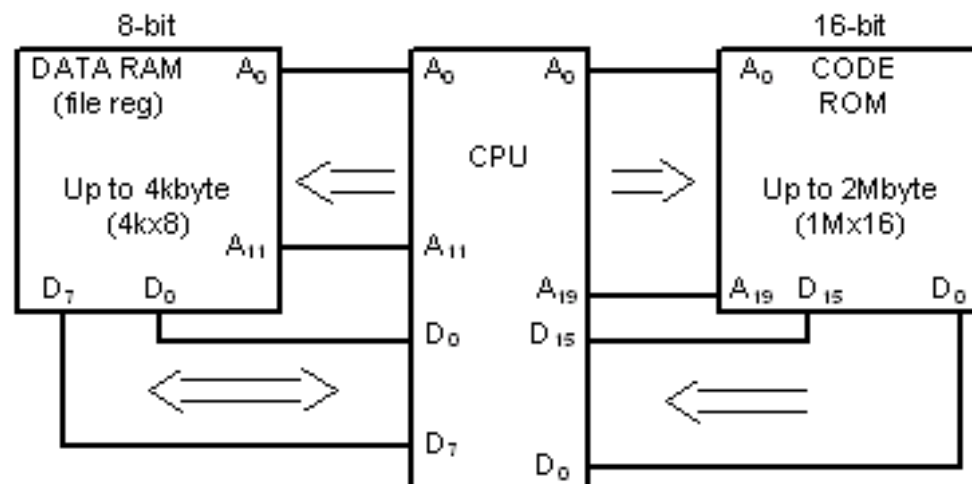 8-bit
16-bit
DATA RAM
(file reg)
A₀
A₀
A₀
A₀
CODE
ROM
CPU
Up to 4kbyte
(4kx8)
Up to 2Mbyte
(1Mx16)
A₁₁
A₁₁
D₇
D₀
A₁₉
A₁₉
D₁₅
D₀
D₀
D₁₅
D₇
D₀